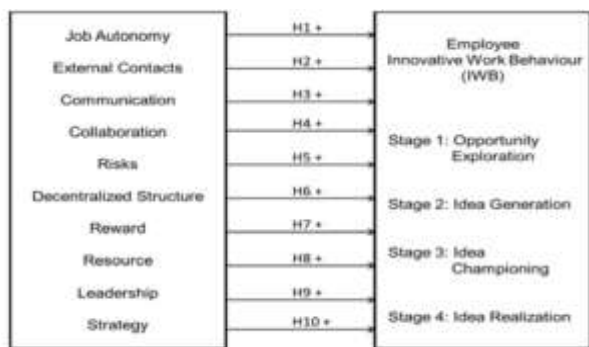 Job Autonomy
External Contacts
Communication
Collaboration
Risks
Decentralized Structure
Reward
Resource
Leadership
Strategy
H1 +
H2 +
H3 +
H4 +
H5 +
H6 +
H7 +
H8 +
H9 +
H10 +
Employee
Innovative Work Behaviour
(IWB)
Stage 1: Opportunity
Exploration
Stage 2: Idea Generation
Stage 3: Idea
Championing
Stage 4: Idea Realization